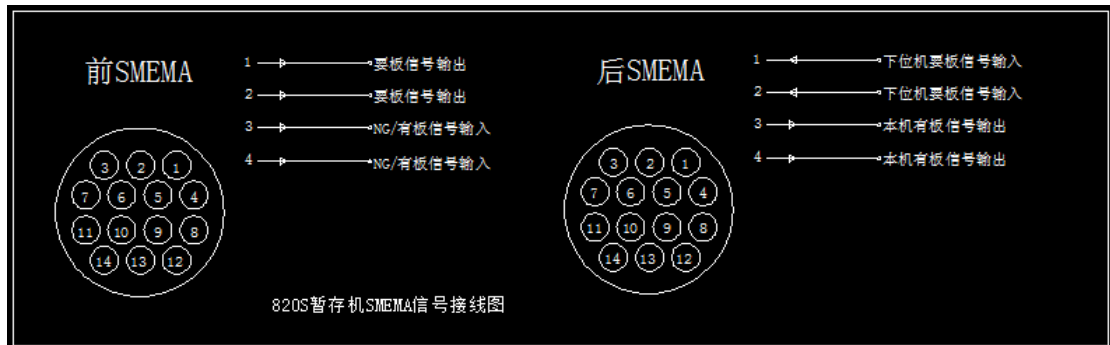 前SMEMA
1 要板信号输出
2 要板信号输出
3 NG/有板信号输入
4 NG/有板信号输入
3 2 1
7 6 5 4
11 10 9 8
14 13 12
后SMEMA
1 下位机要板信号输入
2 下位机要板信号输入
3 本机有板信号输出
4 本机有板信号输出
3 2 1
7 6 5 4
11 10 9 8
14 13 12
820S暂存机SMEMA信号接线图